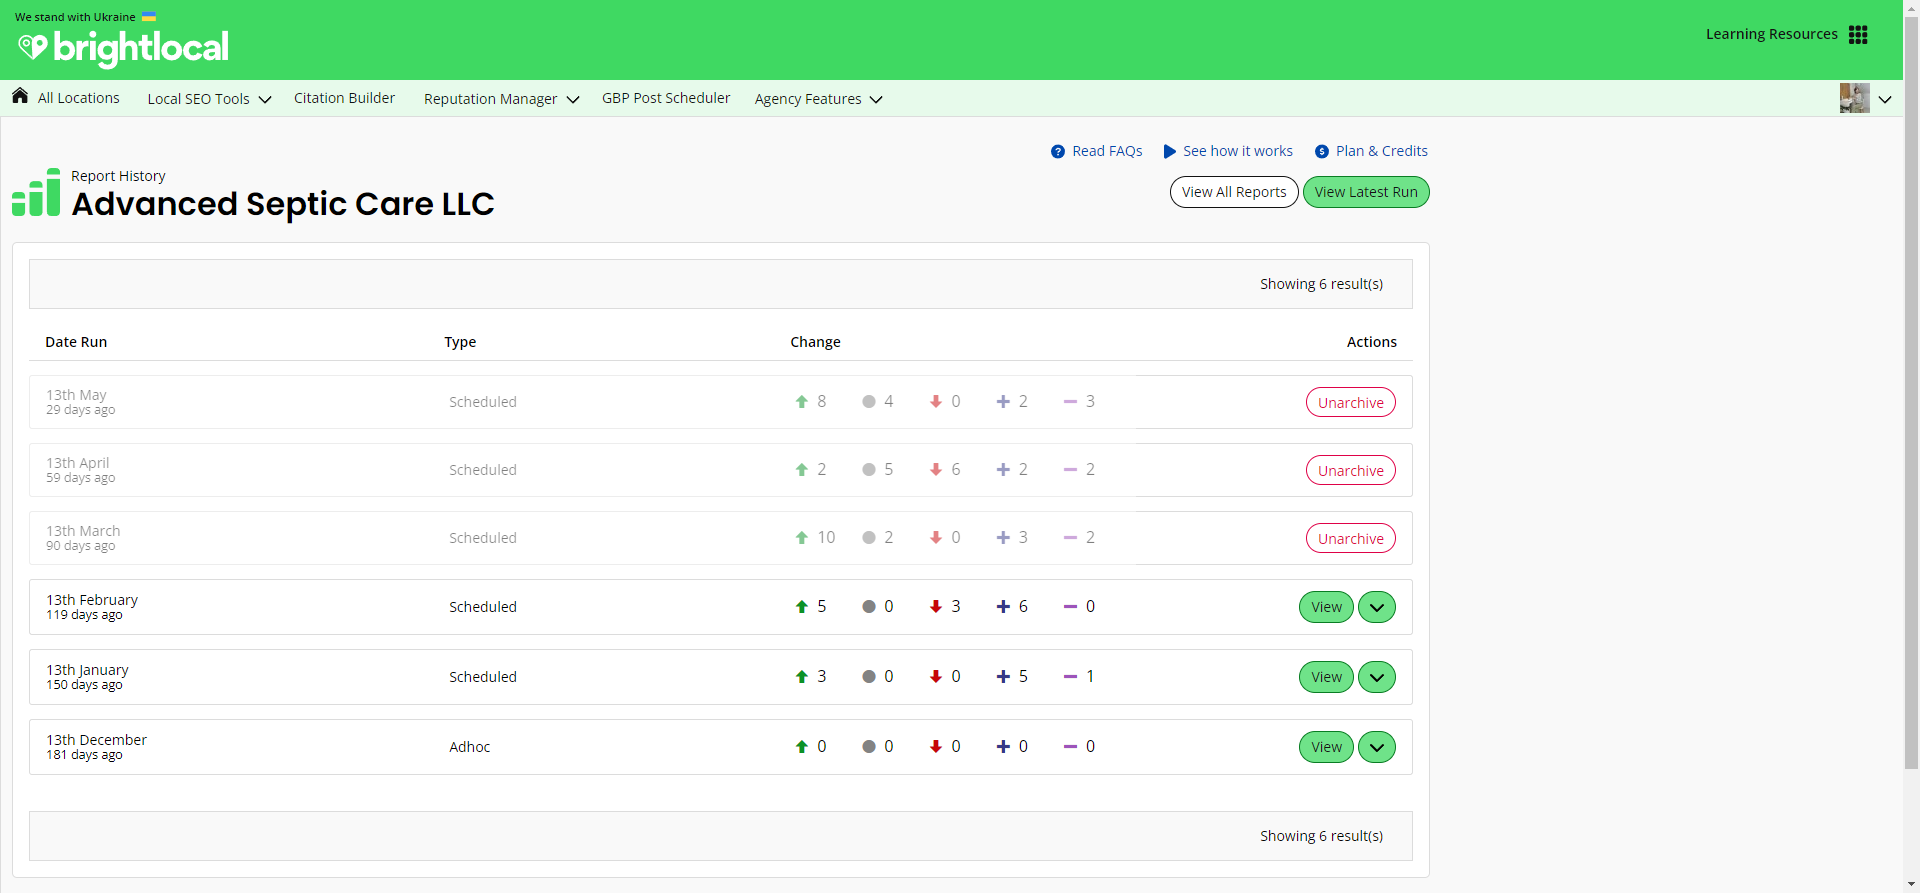 We stand with Ukraine
brightlocal
Learning Resources
All Locations Local SEO Tools Citation Builder Reputation Manager GBP Post Scheduler Agency Features
Read FAQs See how it works Plan & Credits
Report History
Advanced Septic Care LLC
View All Reports View Latest Run
Showing 6 result(s)
Date Run Type Change Actions
13th May
29 days ago
Scheduled 8 4 0 2 3 Unarchive
13th April
59 days ago
Scheduled 2 5 6 2 2 Unarchive
13th March
90 days ago
Scheduled 10 2 0 3 2 Unarchive
13th February
119 days ago
Scheduled 5 0 3 6 0 View
13th January
150 days ago
Scheduled 3 0 0 5 1 View
13th December
181 days ago
Adhoc 0 0 0 0 0 View
Showing 6 result(s)